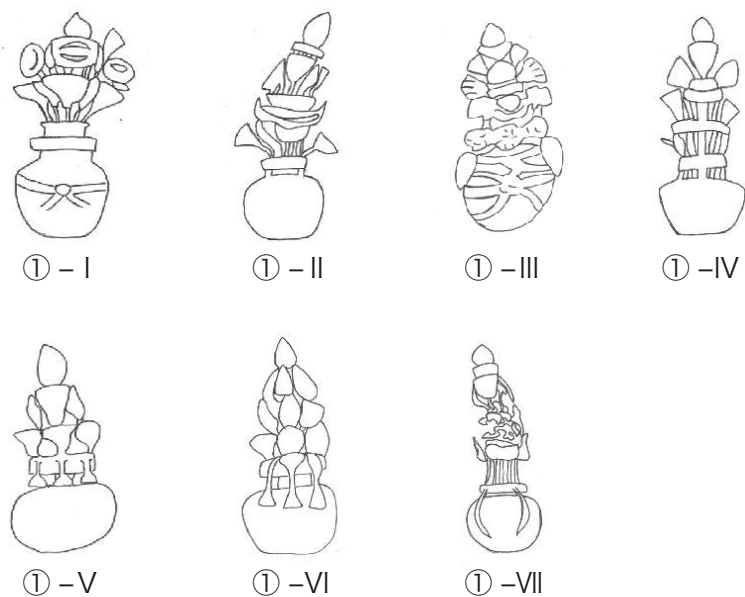 ① – I
① – II
① –III
① –IV
① –V
① –VI
① –VII